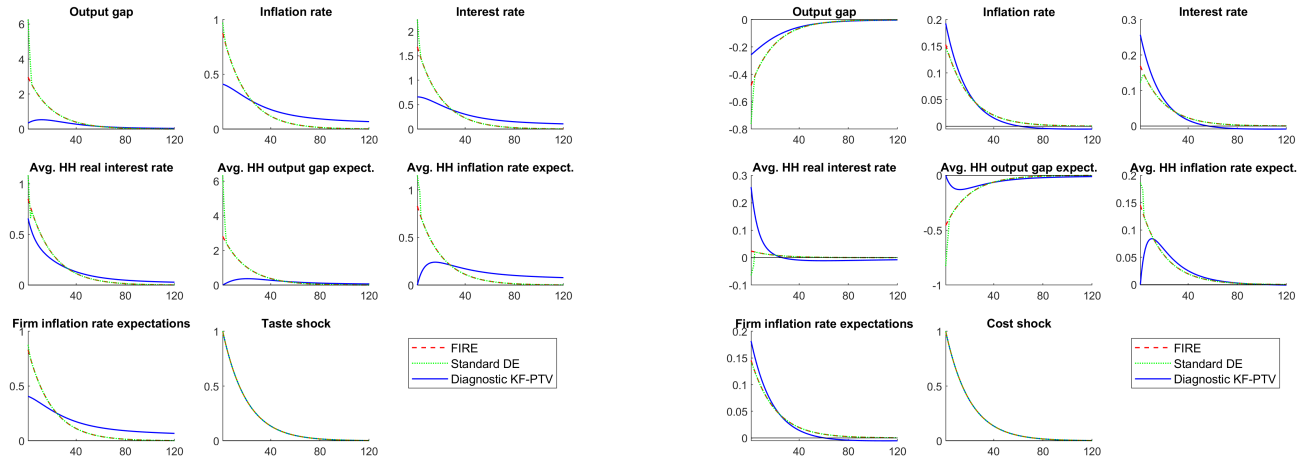 Output gap
Inflation rate
Interest rate
6
4
2
0
40 80 120
1
0.5
0
40 80 120
2
1.5
1
0.5
0
40 80 120
Avg. HH real interest rate
Avg. HH output gap expect.
Avg. HH inflation rate expect.
1
0.5
0
40 80 120
6
4
2
0
40 80 120
1
0.5
0
40 80 120
Firm inflation rate expectations
Taste shock
1
0.5
0
40 80 120
1
0.5
0
40 80 120
FIRE
Standard DE
Diagnostic KF-PTV
Output gap
Inflation rate
Interest rate
0
-0.2
-0.4
-0.6
-0.8
40 80 120
0.2
0.15
0.1
0.05
0
40 80 120
0.3
0.2
0.1
0
40 80 120
Avg. HH real interest rate
Avg. HH output gap expect.
Avg. HH inflation rate expect.
0.3
0.2
0.1
0
-0.1
40 80 120
0
-0.5
-1
40 80 120
0.2
0.15
0.1
0.05
0
40 80 120
Firm inflation rate expectations
Cost shock
0.2
0.15
0.1
0.05
0
40 80 120
1
0.5
0
40 80 120
FIRE
Standard DE
Diagnostic KF-PTV